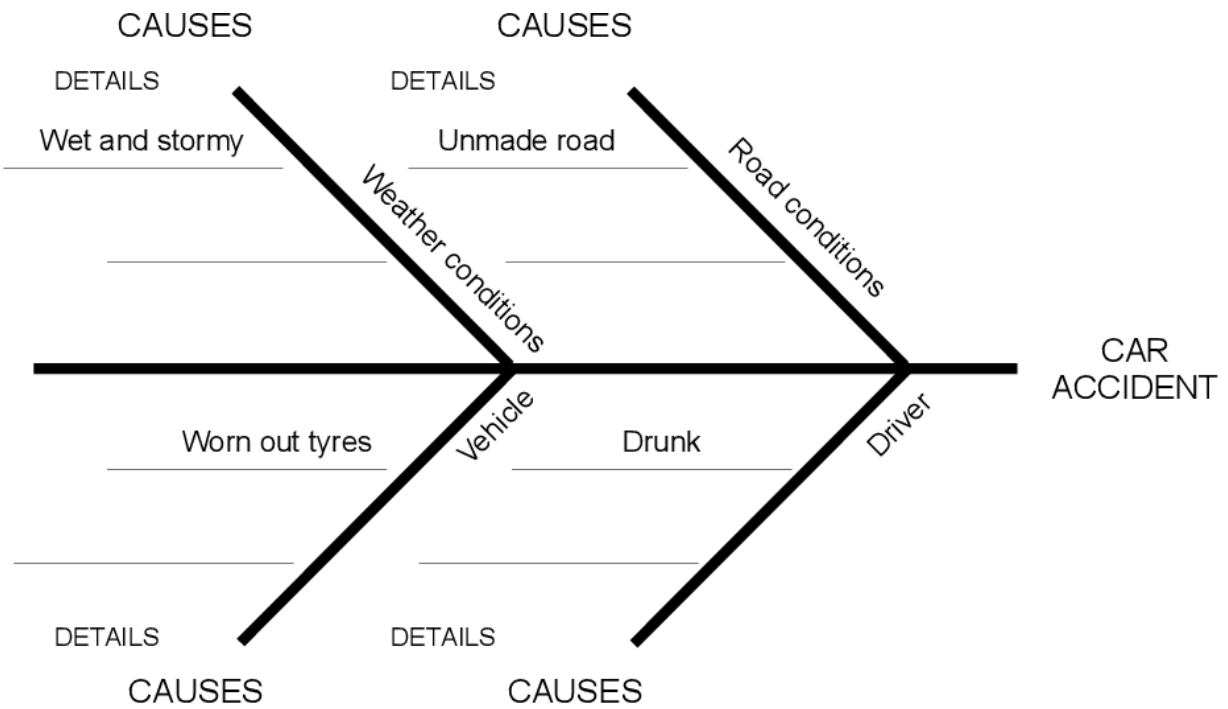 CAUSES
CAUSES
DETAILS
DETAILS
Wet and stormy
Unmade road
Weather conditions
Road conditions
CAR
ACCIDENT
Worn out tyres
Vehicle
Drunk
Driver
DETAILS
DETAILS
CAUSES
CAUSES